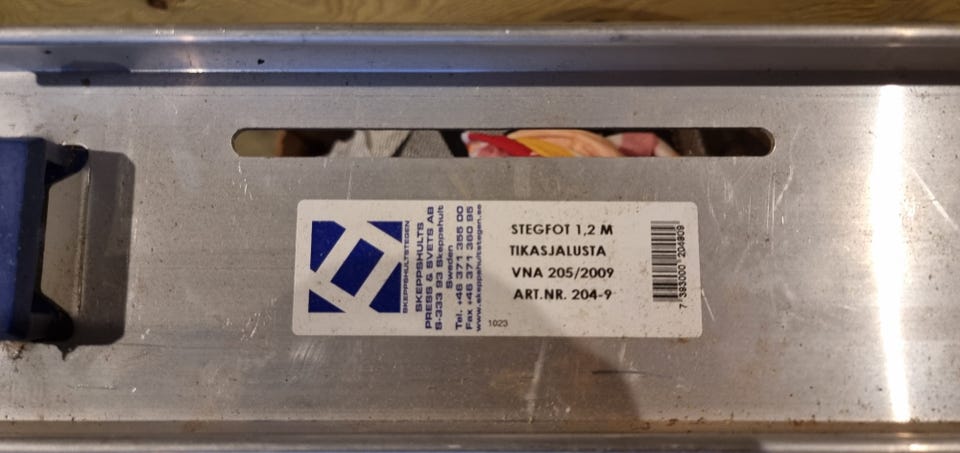 SKEPPSHULTSTEGEN
SKEPPSHULTS
PRESS & SVETS AB
S-333 93 Skeppshult
Sweden
Tel. +46 371 355 00
Fax +46 371 360 95
www.skeppshultstegen.se
STEGFOT 1,2 M
TIKASJALUSTA
VNA 205/2009
ART.NR. 204-9
1023
7 393000 204909